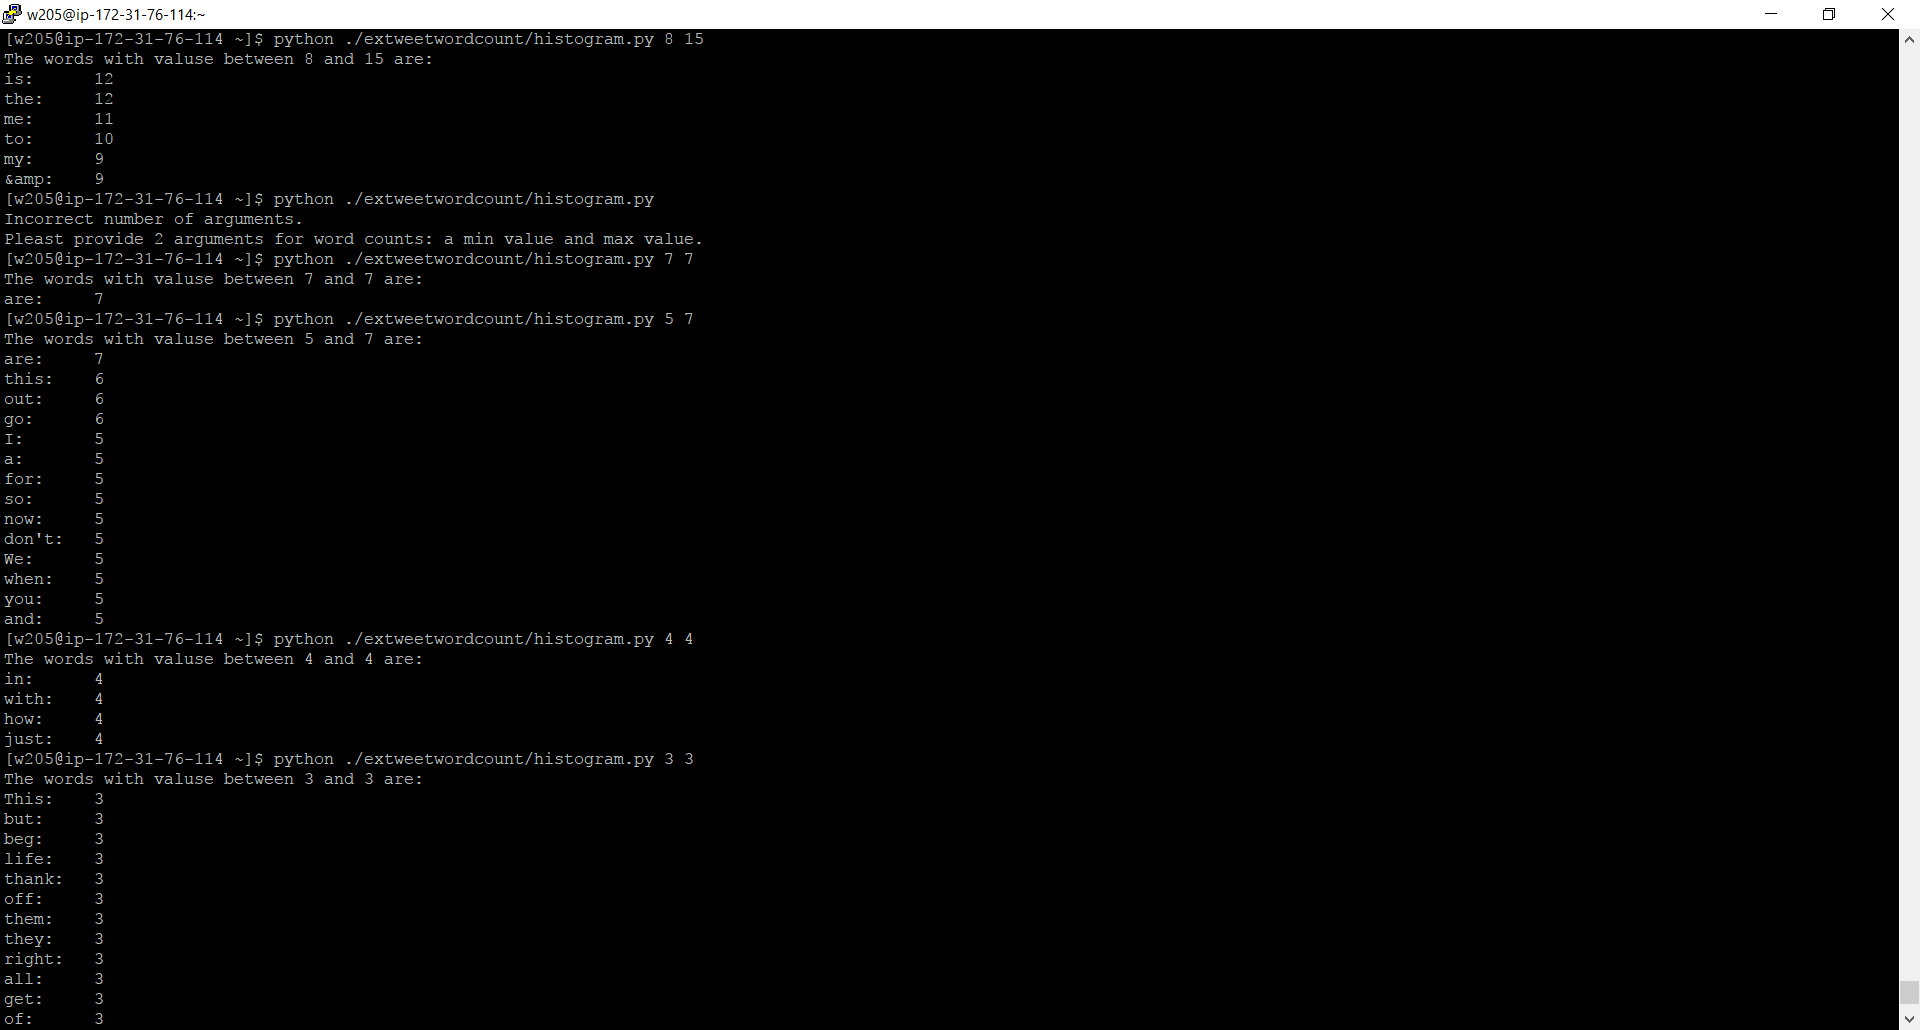 w205@ip-172-31-76-114:~
[w205@ip-172-31-76-114 ~]$ python ./extweetwordcount/histogram.py 8 15
The words with valuse between 8 and 15 are:
is:      12
the:     12
me:      11
to:      10
my:      9
&amp:    9
[w205@ip-172-31-76-114 ~]$ python ./extweetwordcount/histogram.py
Incorrect number of arguments.
Pleast provide 2 arguments for word counts: a min value and max value.
[w205@ip-172-31-76-114 ~]$ python ./extweetwordcount/histogram.py 7 7
The words with valuse between 7 and 7 are:
are:     7
[w205@ip-172-31-76-114 ~]$ python ./extweetwordcount/histogram.py 5 7
The words with valuse between 5 and 7 are:
are:     7
this:    6
out:     6
go:      6
I:       5
a:       5
for:     5
so:      5
now:     5
don't:   5
We:      5
when:    5
you:     5
and:     5
[w205@ip-172-31-76-114 ~]$ python ./extweetwordcount/histogram.py 4 4
The words with valuse between 4 and 4 are:
in:      4
with:    4
how:     4
just:    4
[w205@ip-172-31-76-114 ~]$ python ./extweetwordcount/histogram.py 3 3
The words with valuse between 3 and 3 are:
This:    3
but:     3
beg:     3
life:    3
thank:   3
off:     3
them:    3
they:    3
right:   3
all:     3
get:     3
of:      3